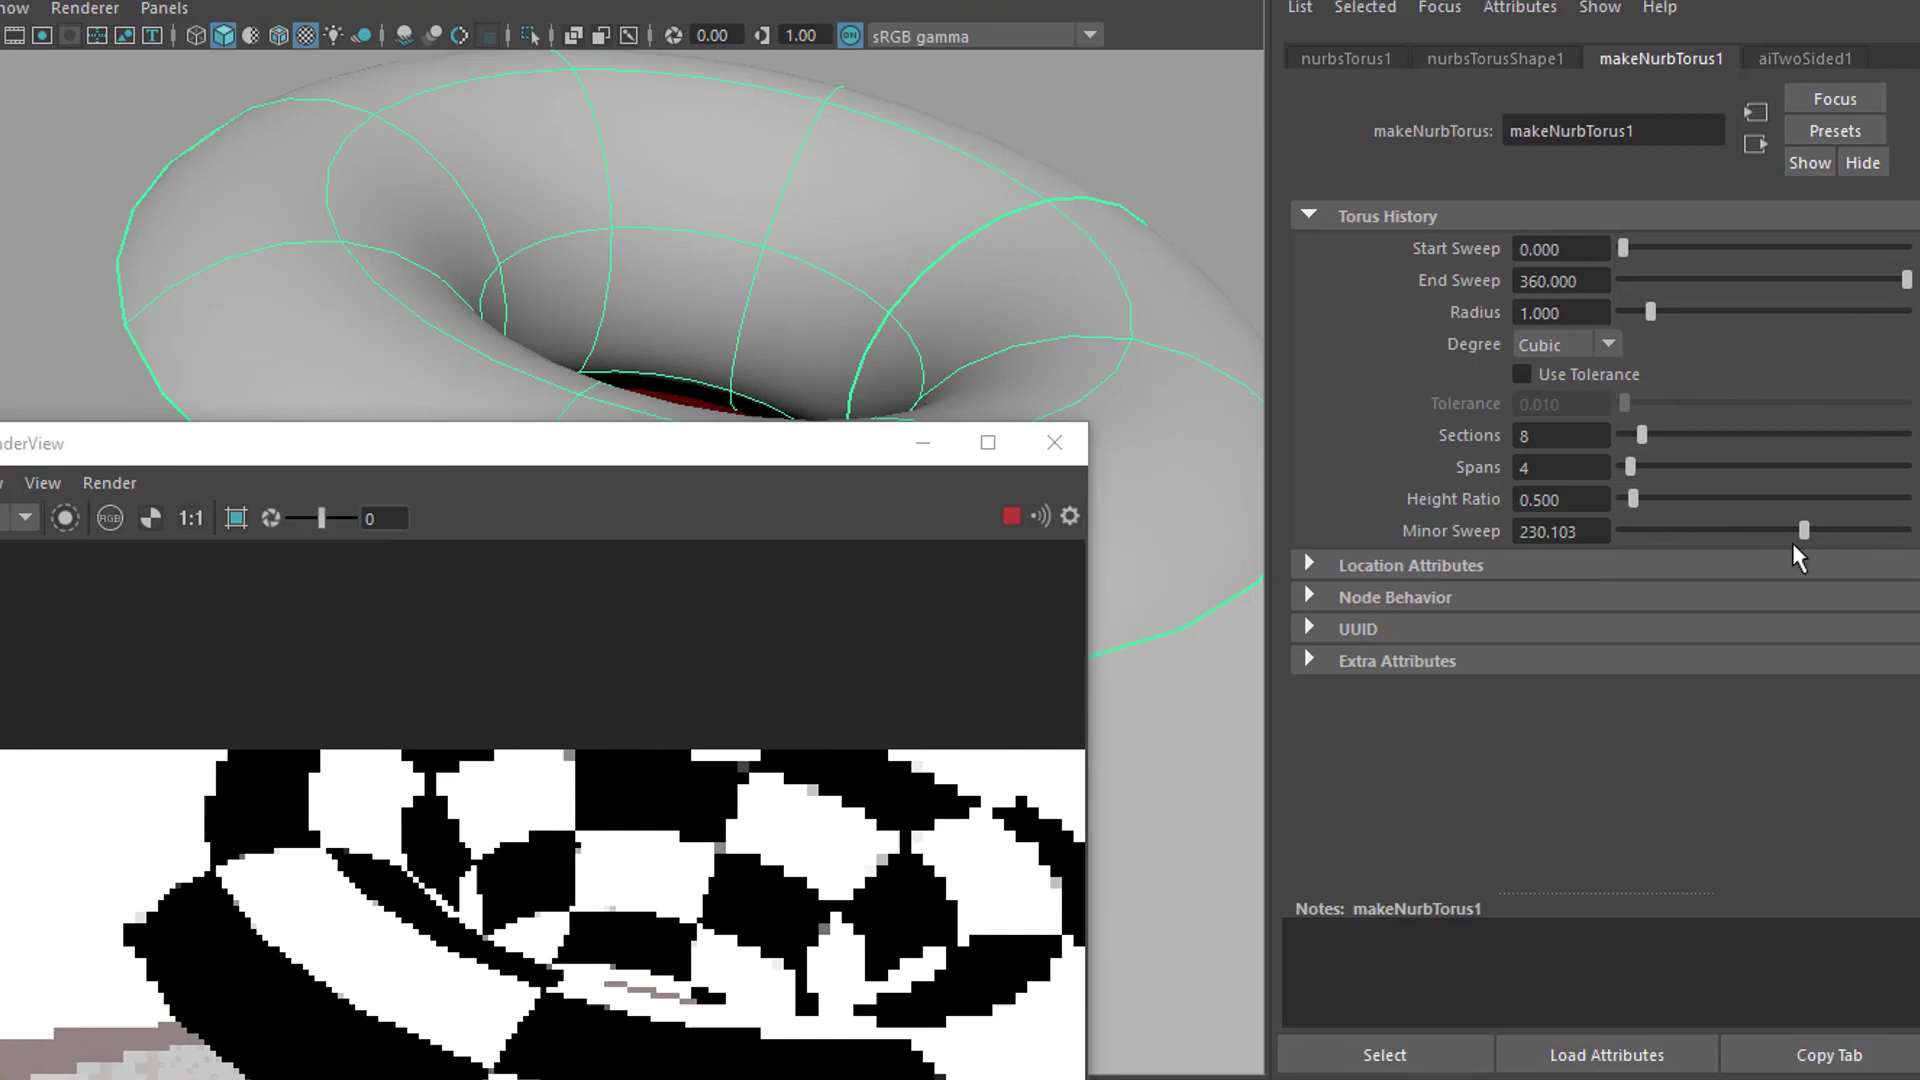 Renderer Panels
List Selected Focus Attributes Show Help
0.00 1.00 ON sRGB gamma
nurbsTorus1 nurbsTorusShape1 makeNurbTorus1 aiTwoSided1
Focus
makeNurbTorus: makeNurbTorus1 Presets
Show Hide
Torus History
Start Sweep 0.000
End Sweep 360.000
Radius 1.000
Degree Cubic
Use Tolerance
Tolerance 0.010
Sections 8
Spans 4
Height Ratio 0.500
Minor Sweep 230.103
Location Attributes
Node Behavior
UUID
Extra Attributes
nderView
View Render
RGB 1:1 0
Notes: makeNurbTorus1
Select Load Attributes Copy Tab